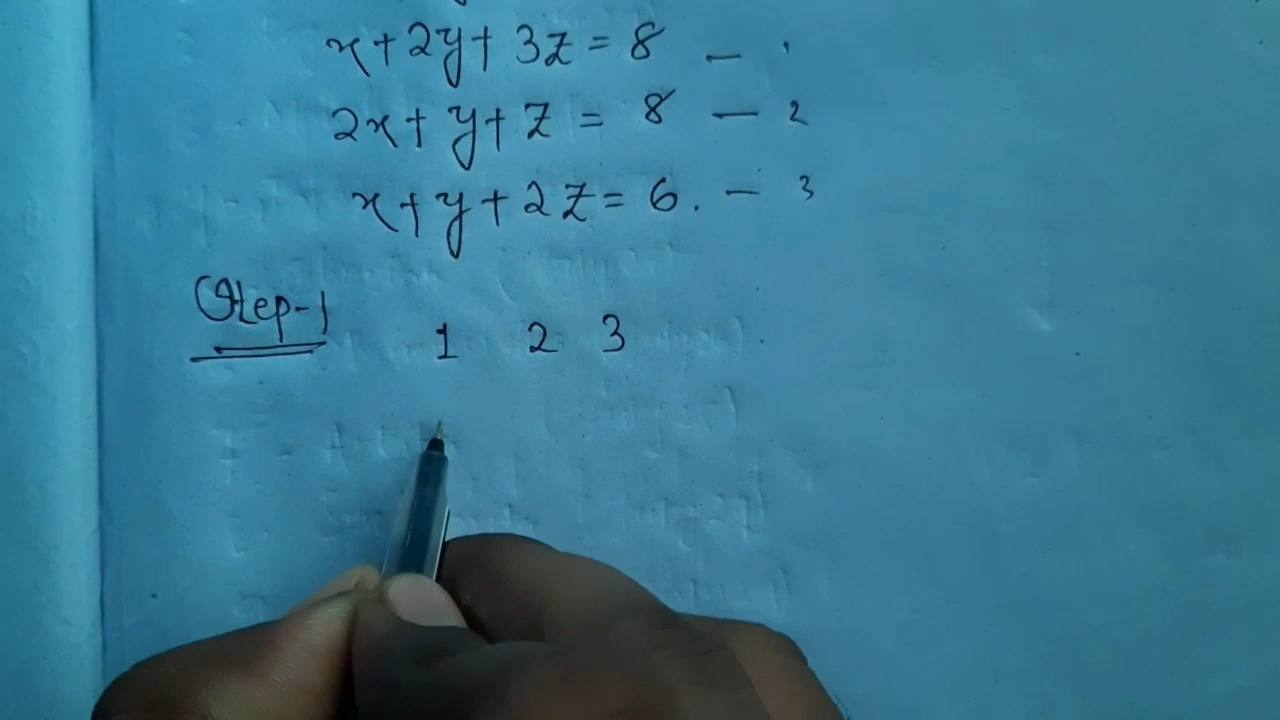 x+2y+3z=8 – 1
2x+y+z=8 – 2
x+y+2z=6. – 3
Step-1
1 2 3